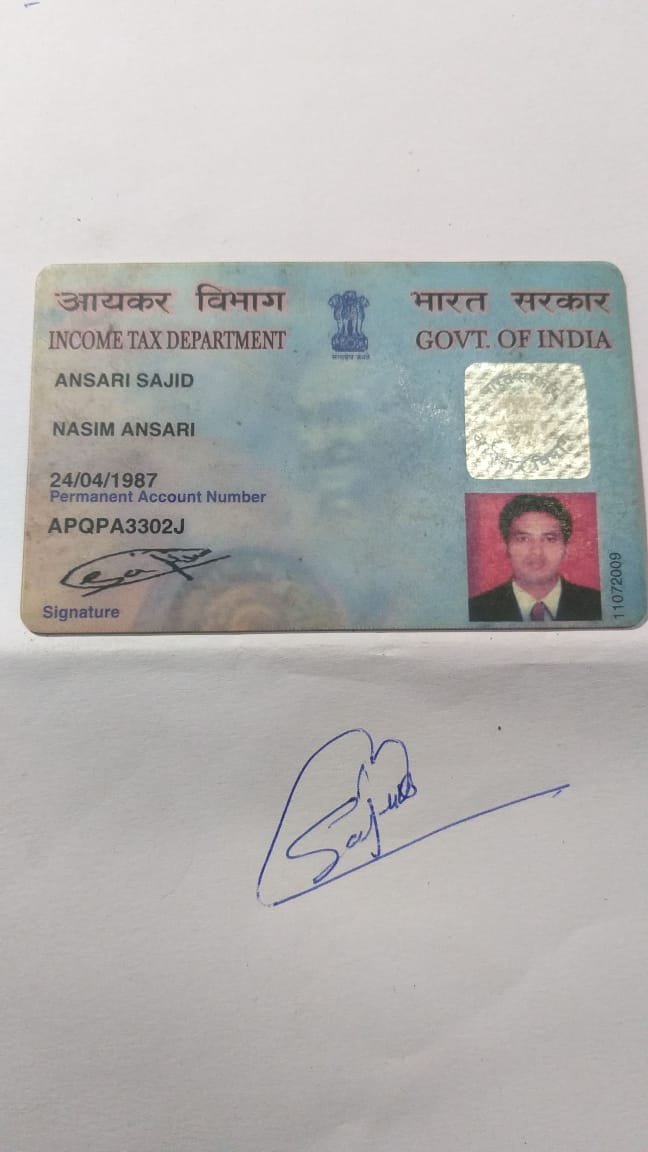 आयकर विभाग
भारत सरकार
INCOME TAX DEPARTMENT
GOVT. OF INDIA
सत्यमेव जयते
ANSARI SAJID
NASIM ANSARI
24/04/1987
Permanent Account Number
APQPA3302J
Signature
11072009